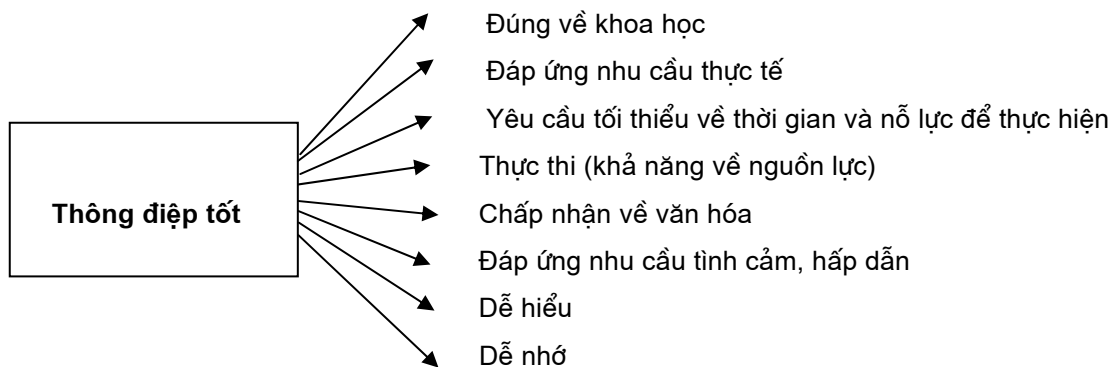 Thông điệp tốt
Đúng về khoa học
Đáp ứng nhu cầu thực tế
Yêu cầu tối thiểu về thời gian và nỗ lực để thực hiện
Thực thi (khả năng về nguồn lực)
Chấp nhận về văn hóa
Đáp ứng nhu cầu tình cảm, hấp dẫn
Dễ hiểu
Dễ nhớ